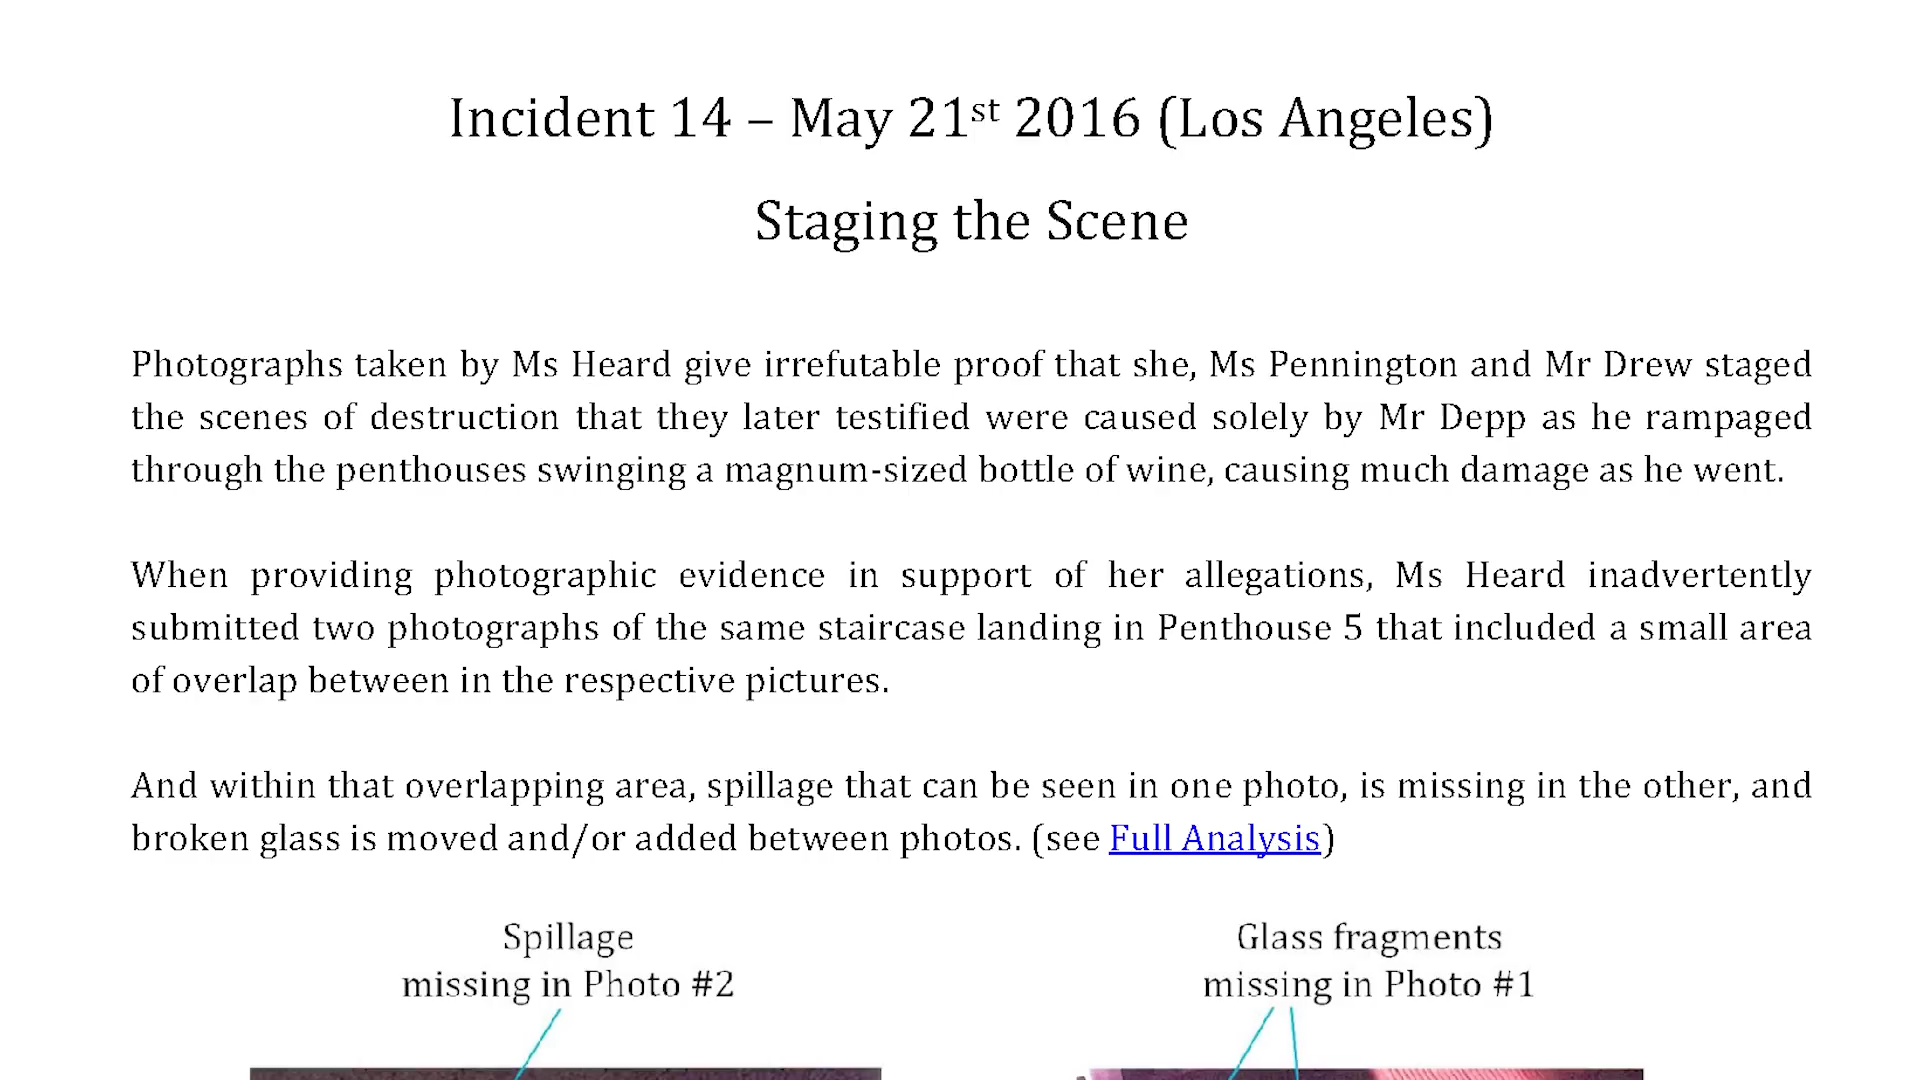 Incident 14 – May 21st 2016 (Los Angeles)
Staging the Scene
Photographs taken by Ms Heard give irrefutable proof that she, Ms Pennington and Mr Drew staged
the scenes of destruction that they later testified were caused solely by Mr Depp as he rampaged
through the penthouses swinging a magnum-sized bottle of wine, causing much damage as he went.
When providing photographic evidence in support of her allegations, Ms Heard inadvertently
submitted two photographs of the same staircase landing in Penthouse 5 that included a small area
of overlap between in the respective pictures.
And within that overlapping area, spillage that can be seen in one photo, is missing in the other, and
broken glass is moved and/or added between photos. (see Full Analysis)
Spillage
missing in Photo #2
Glass fragments
missing in Photo #1